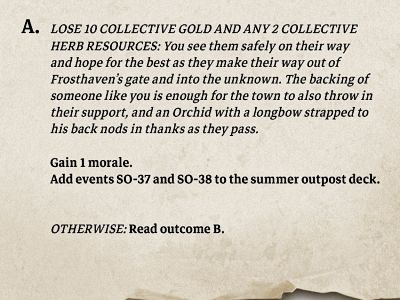 A. LOSE 10 COLLECTIVE GOLD AND ANY 2 COLLECTIVE
HERB RESOURCES: You see them safely on their way
and hope for the best as they make their way out of
Frosthaven's gate and into the unknown. The backing of
someone like you is enough for the town to also throw in
their support, and an Orchid with a longbow strapped to
his back nods in thanks as they pass.
Gain 1 morale.
Add events SO-37 and SO-38 to the summer outpost deck.
OTHERWISE: Read outcome B.